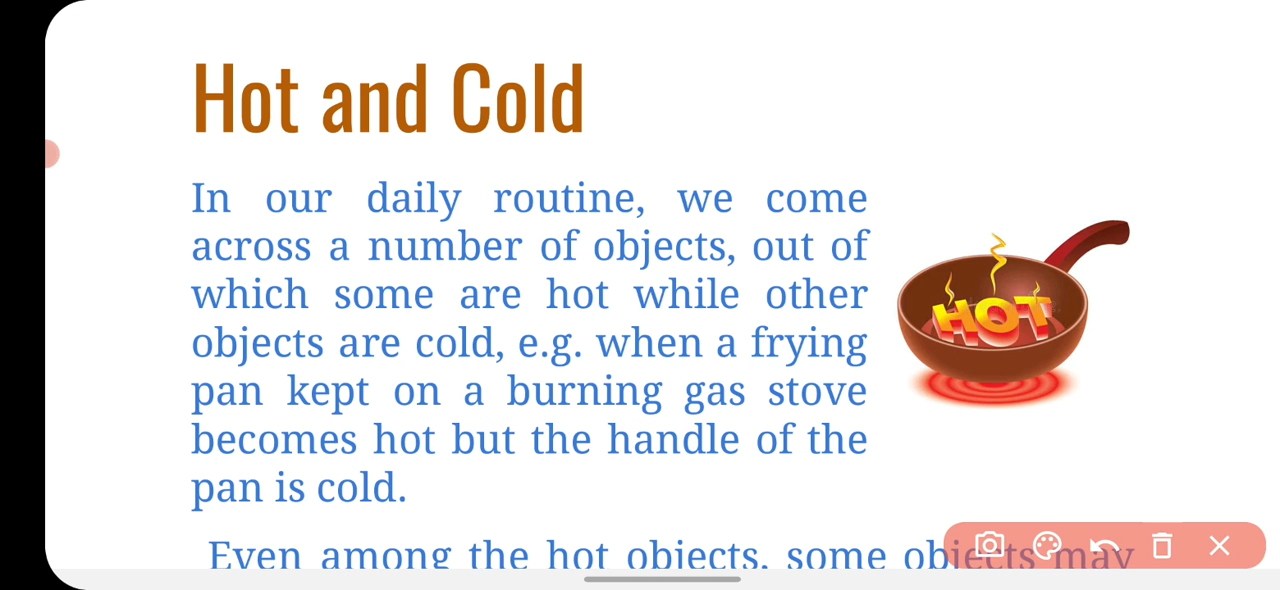 Hot and Cold
In our daily routine, we come
across a number of objects, out of
which some are hot while other
objects are cold, e.g. when a frying
pan kept on a burning gas stove
becomes hot but the handle of the
pan is cold.
HOT
Even among the hot objects, some objects may